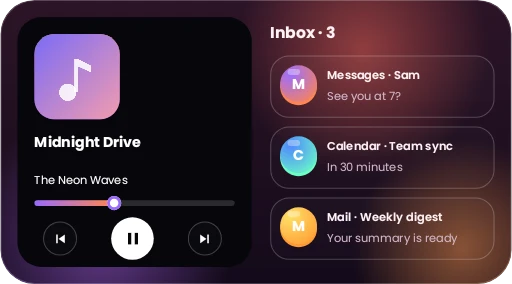 Midnight Drive
The Neon Waves
Inbox · 3
M
Messages · Sam
See you at 7?
C
Calendar · Team sync
In 30 minutes
M
Mail · Weekly digest
Your summary is ready